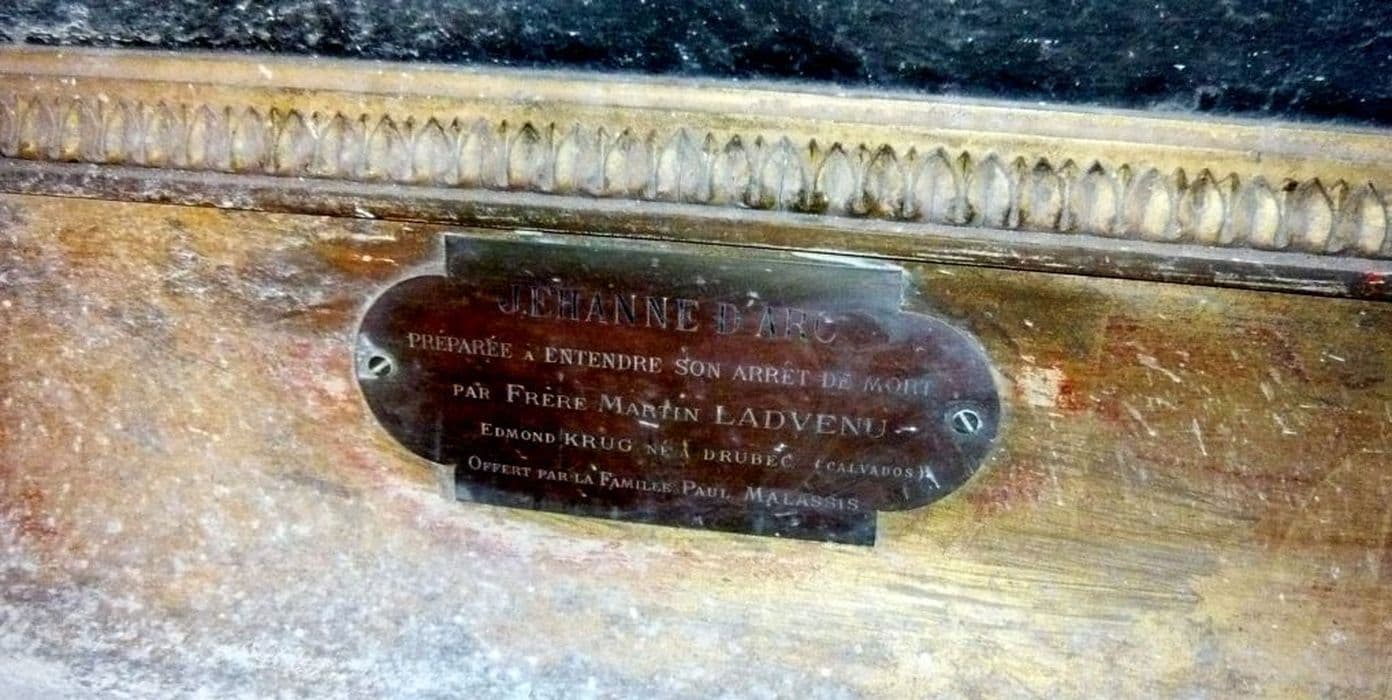 JEHANNE D'ARC
PRÉPARÉE A ENTENDRE SON ARRÊT DE MORT
PAR FRÈRE MARTIN LADVENU
EDMOND KRUG NÉ À DRUBEC (CALVADOS)
OFFERT PAR LA FAMILLE PAUL MALASSIS